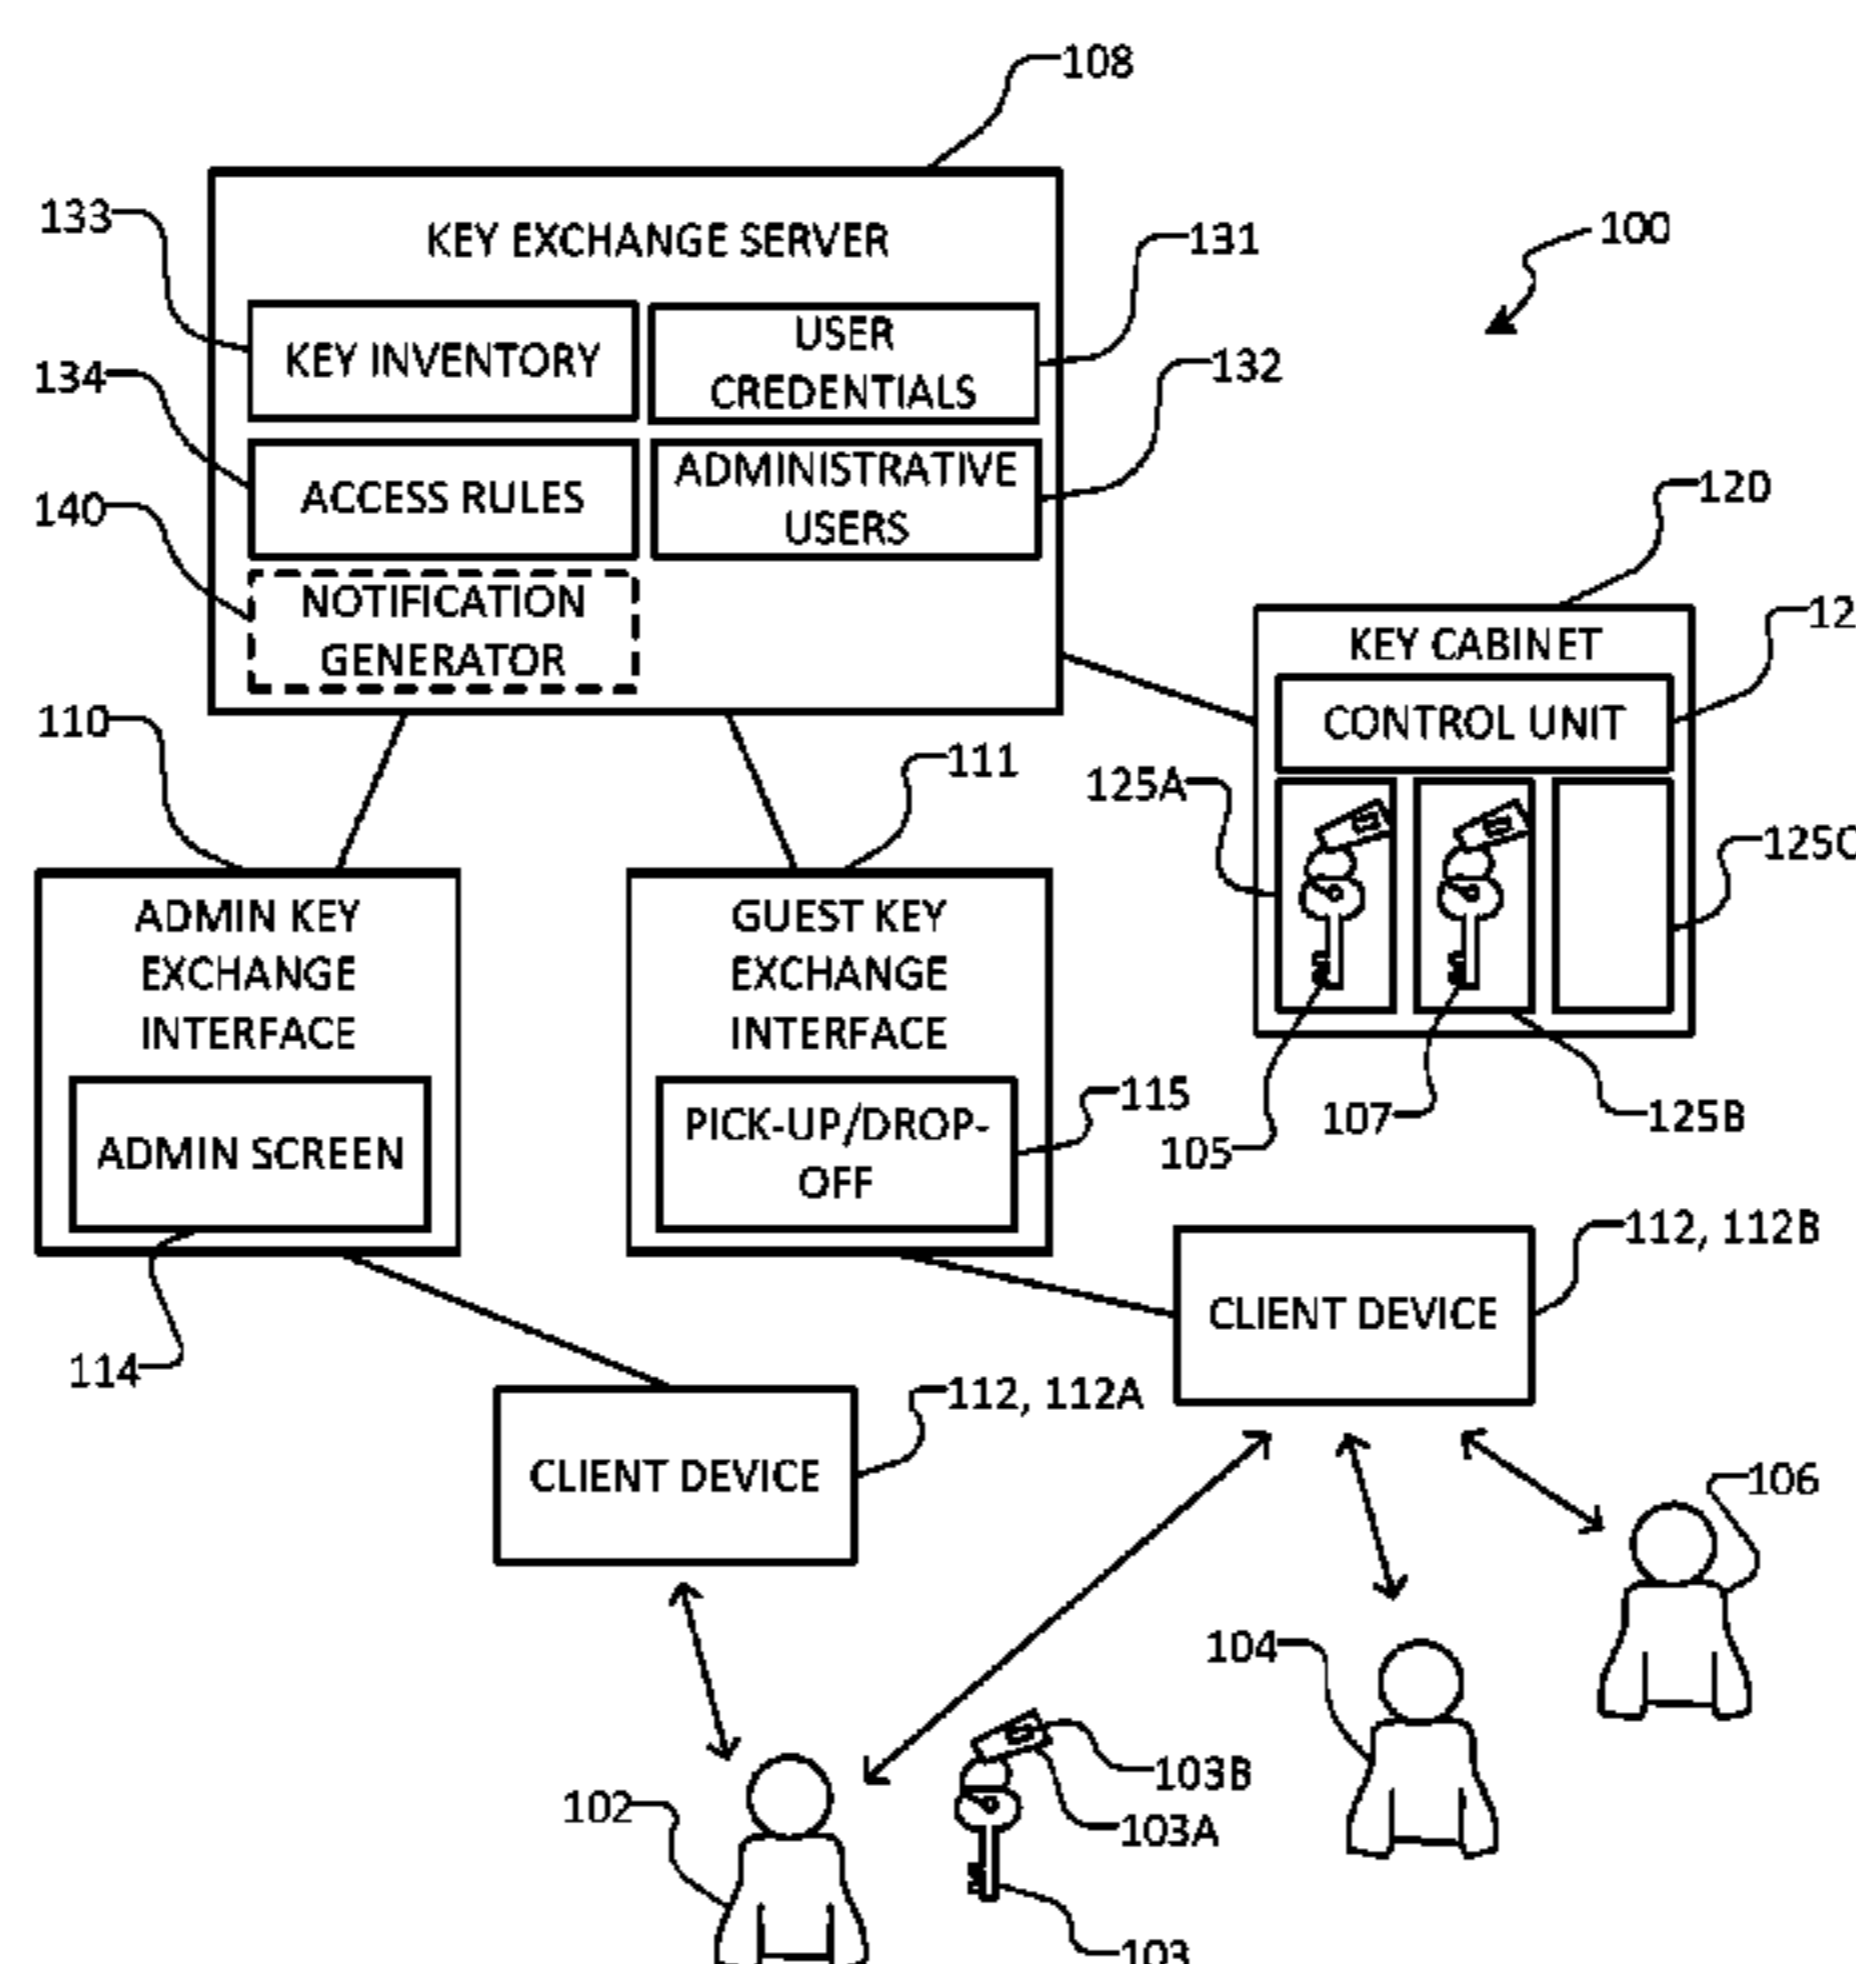 108
133
KEY EXCHANGE SERVER
131
100
KEY INVENTORY
USER
CREDENTIALS
134
132
ACCESS RULES
ADMINISTRATIVE
USERS
140
120
NOTIFICATION
GENERATOR
12
KEY CABINET
CONTROL UNIT
110
111
125A
125C
ADMIN KEY
EXCHANGE
INTERFACE
GUEST KEY
EXCHANGE
INTERFACE
115
107
125B
105
ADMIN SCREEN
PICK-UP/DROP-
OFF
112, 112B
CLIENT DEVICE
114
112, 112A
CLIENT DEVICE
106
104
103B
102
103A
103